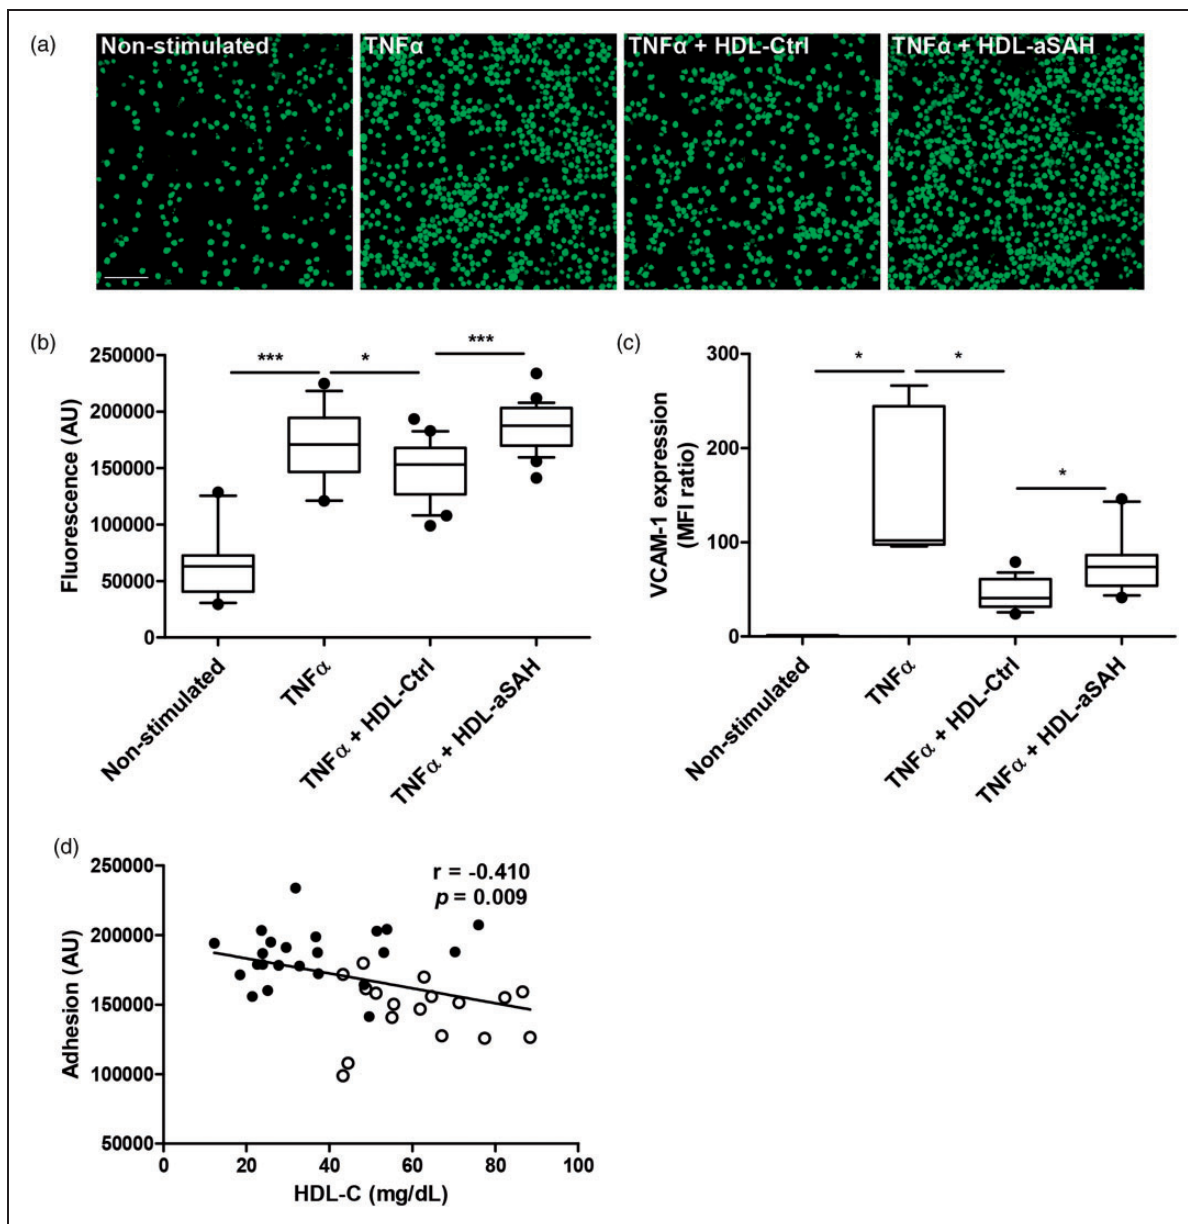 (a)
Non-stimulated
TNFα
TNFα + HDL-Ctrl
TNFα + HDL-aSAH
(b)
Fluorescence (AU)
250000
200000
150000
100000
50000
0
***
*
***
Non-stimulated
TNFα
TNFα + HDL-Ctrl
TNFα + HDL-aSAH
(c)
VCAM-1 expression
(MFI ratio)
300
200
100
0
*
*
*
Non-stimulated
TNFα
TNFα + HDL-Ctrl
TNFα + HDL-aSAH
(d)
Adhesion (AU)
250000
200000
150000
100000
50000
r = -0.410
p = 0.009
0 20 40 60 80 100
HDL-C (mg/dL)